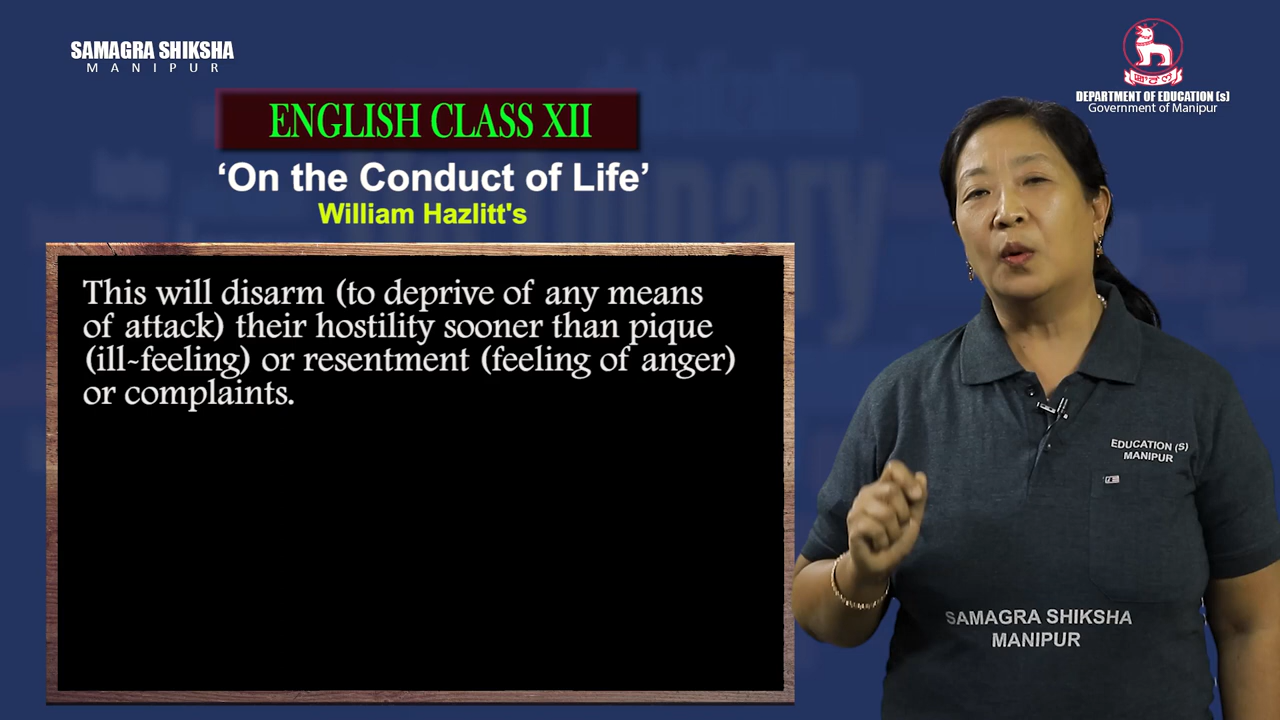 SAMAGRA SHIKSHA
MANIPUR
DEPARTMENT OF EDUCATION (s)
Government of Manipur
ENGLISH CLASS XII
‘On the Conduct of Life’
William Hazlitt's
This will disarm (to deprive of any means
of attack) their hostility sooner than pique
(ill-feeling) or resentment (feeling of anger)
or complaints.
EDUCATION (S)
MANIPUR
SAMAGRA SHIKSHA
MANIPUR